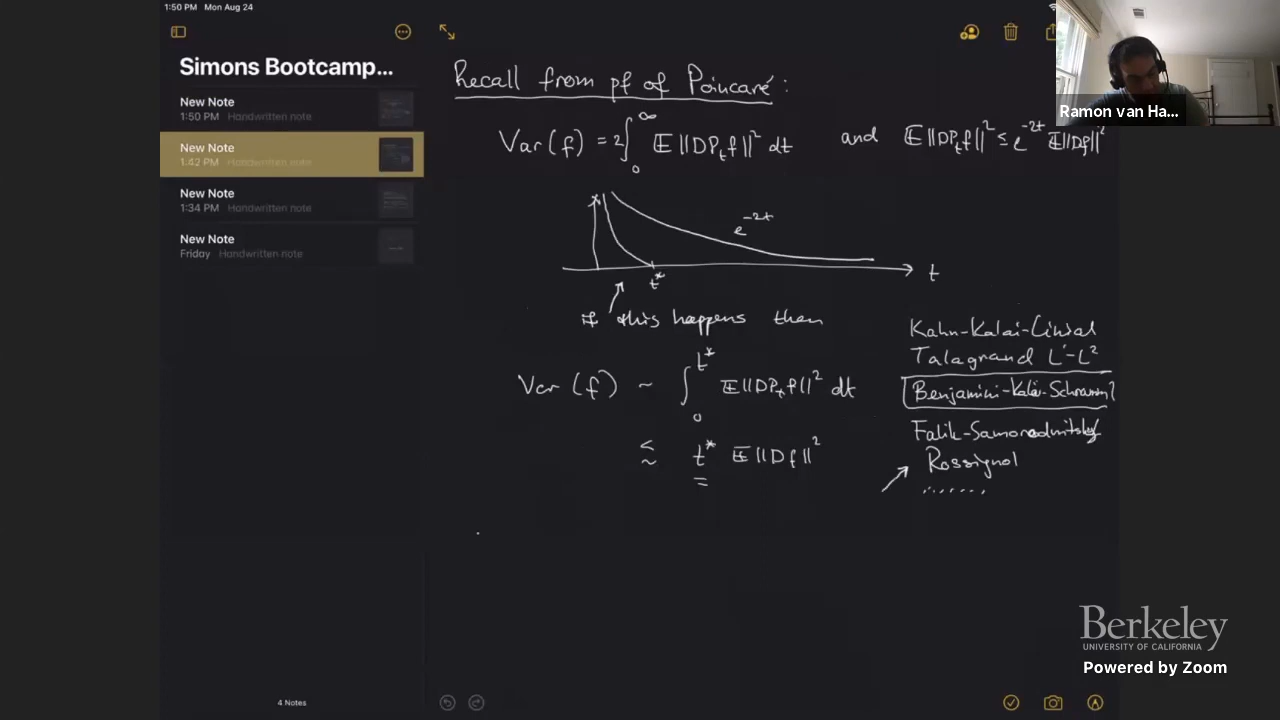 1:50 PM Mon Aug 24
Simons Bootcamp...
New Note
1:50 PM Handwritten note
New Note
1:42 PM Handwritten note
New Note
1:34 PM Handwritten note
New Note
Friday Handwritten note
4 Notes
Recall from pf of Poincaré:
Var(f) = 2∫₀^∞ 𝔼‖DPₜf‖² dt and 𝔼‖DPₜf‖² ≤ e^{-2t} 𝔼‖Df‖²
e^{-2t}
t
t*
if this happens then
Var(f) ~ ∫₀^{t*} 𝔼‖DPₜf‖² dt
≲ t* 𝔼‖Df‖²
Kahn-Kalai-Linial
Talagrand L¹-L²
Benjamini-Kalai-Schramm
Falik-Samorodnitsky
Rossignol
.......
Ramon van Ha...
Berkeley
UNIVERSITY OF CALIFORNIA
Powered by Zoom